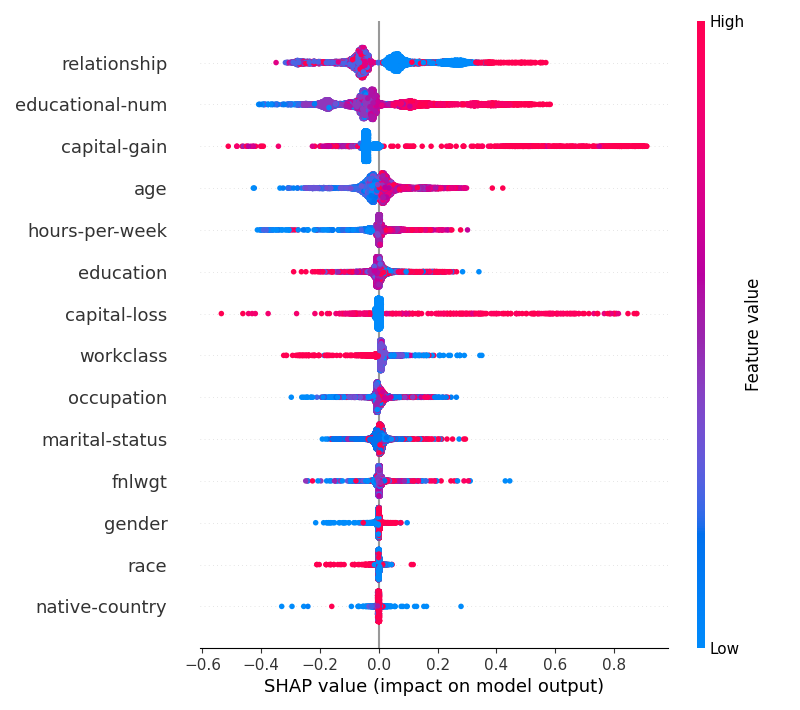 High
relationship
educational-num
capital-gain
age
hours-per-week
education
capital-loss
workclass
occupation
marital-status
fnlwgt
gender
race
native-country
Feature value
Low
−0.6 −0.4 −0.2 0.0 0.2 0.4 0.6 0.8
SHAP value (impact on model output)